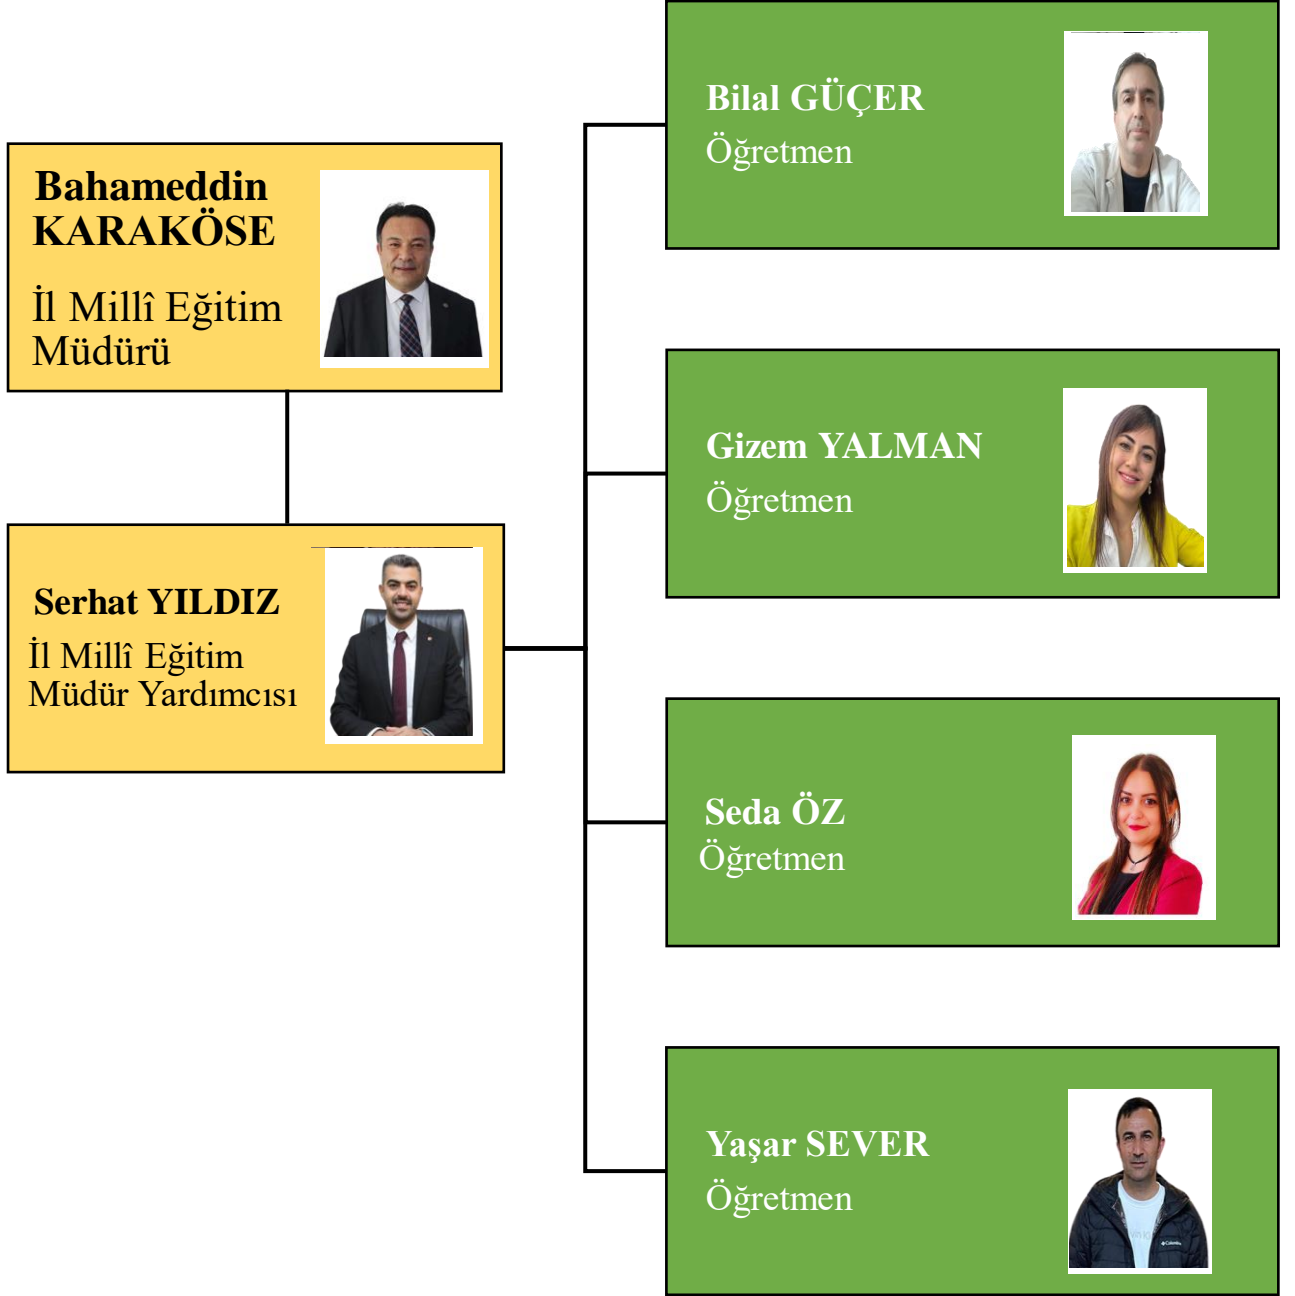 Bahameddin
KARAKÖSE
İl Millî Eğitim
Müdürü
Serhat YILDIZ
İl Millî Eğitim
Müdür Yardımcısı
Bilal GÜÇER
Öğretmen
Gizem YALMAN
Öğretmen
Seda ÖZ
Öğretmen
Yaşar SEVER
Öğretmen
Columbia